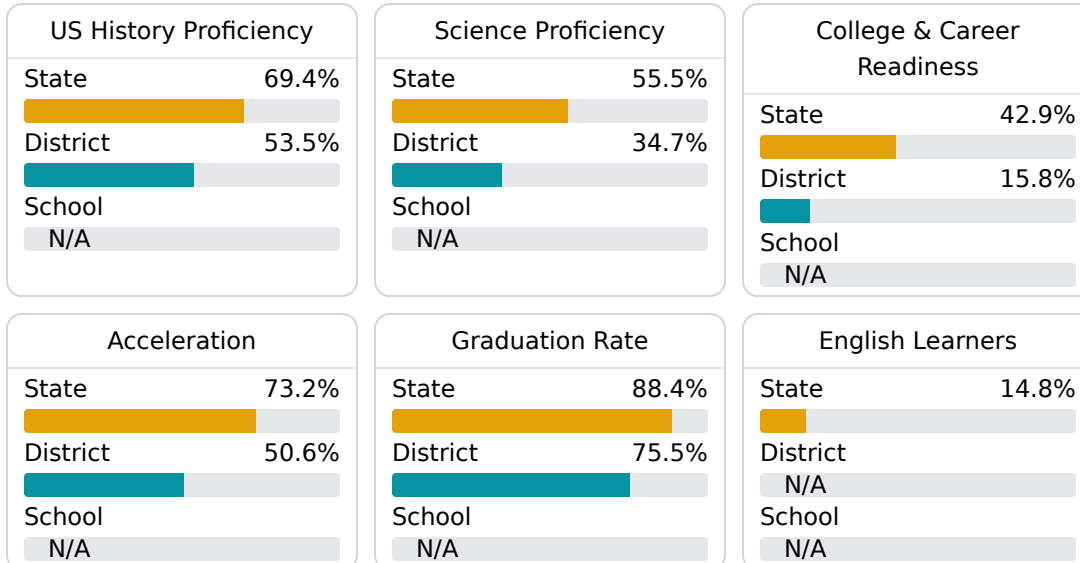 US History Proficiency
State 69.4%
District 53.5%
School
N/A
Science Proficiency
State 55.5%
District 34.7%
School
N/A
College & Career
Readiness
State 42.9%
District 15.8%
School
N/A
Acceleration
State 73.2%
District 50.6%
School
N/A
Graduation Rate
State 88.4%
District 75.5%
School
N/A
English Learners
State 14.8%
District
N/A
School
N/A